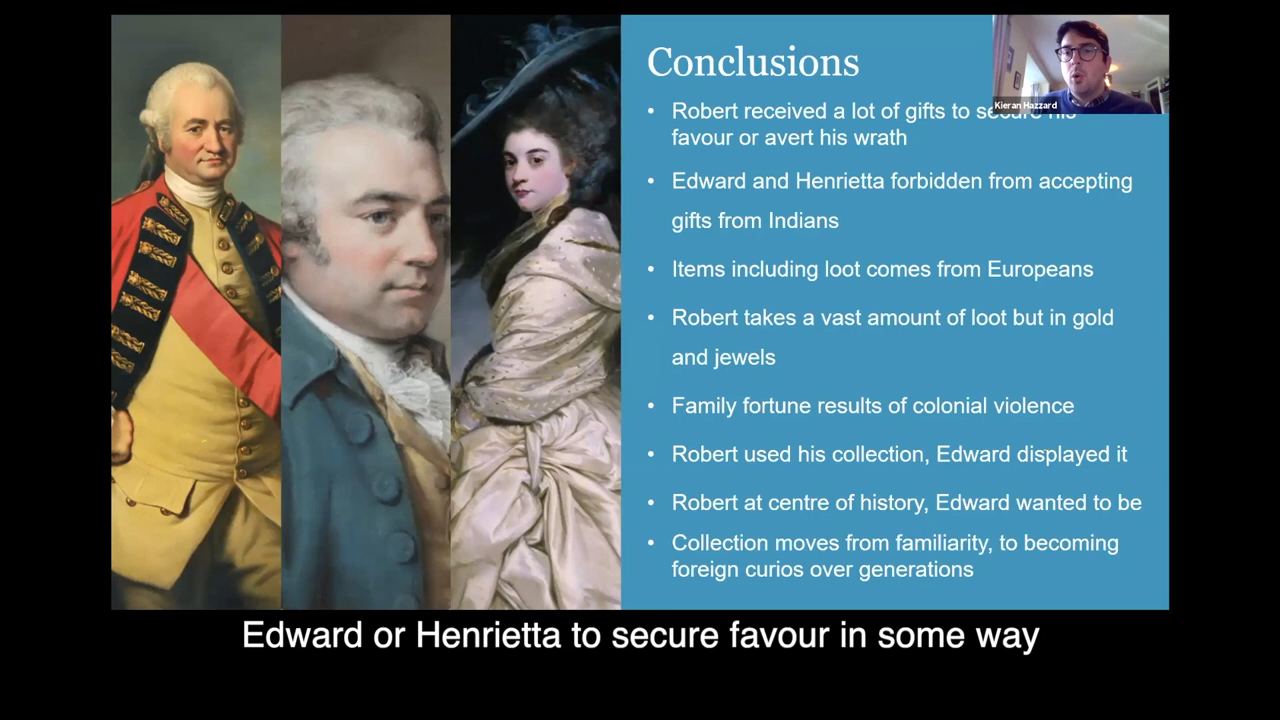 Conclusions
Kieran Hazzard
• Robert received a lot of gifts to secure his
favour or avert his wrath
• Edward and Henrietta forbidden from accepting
gifts from Indians
• Items including loot comes from Europeans
• Robert takes a vast amount of loot but in gold
and jewels
• Family fortune results of colonial violence
• Robert used his collection, Edward displayed it
• Robert at centre of history, Edward wanted to be
• Collection moves from familiarity, to becoming
foreign curios over generations
Edward or Henrietta to secure favour in some way